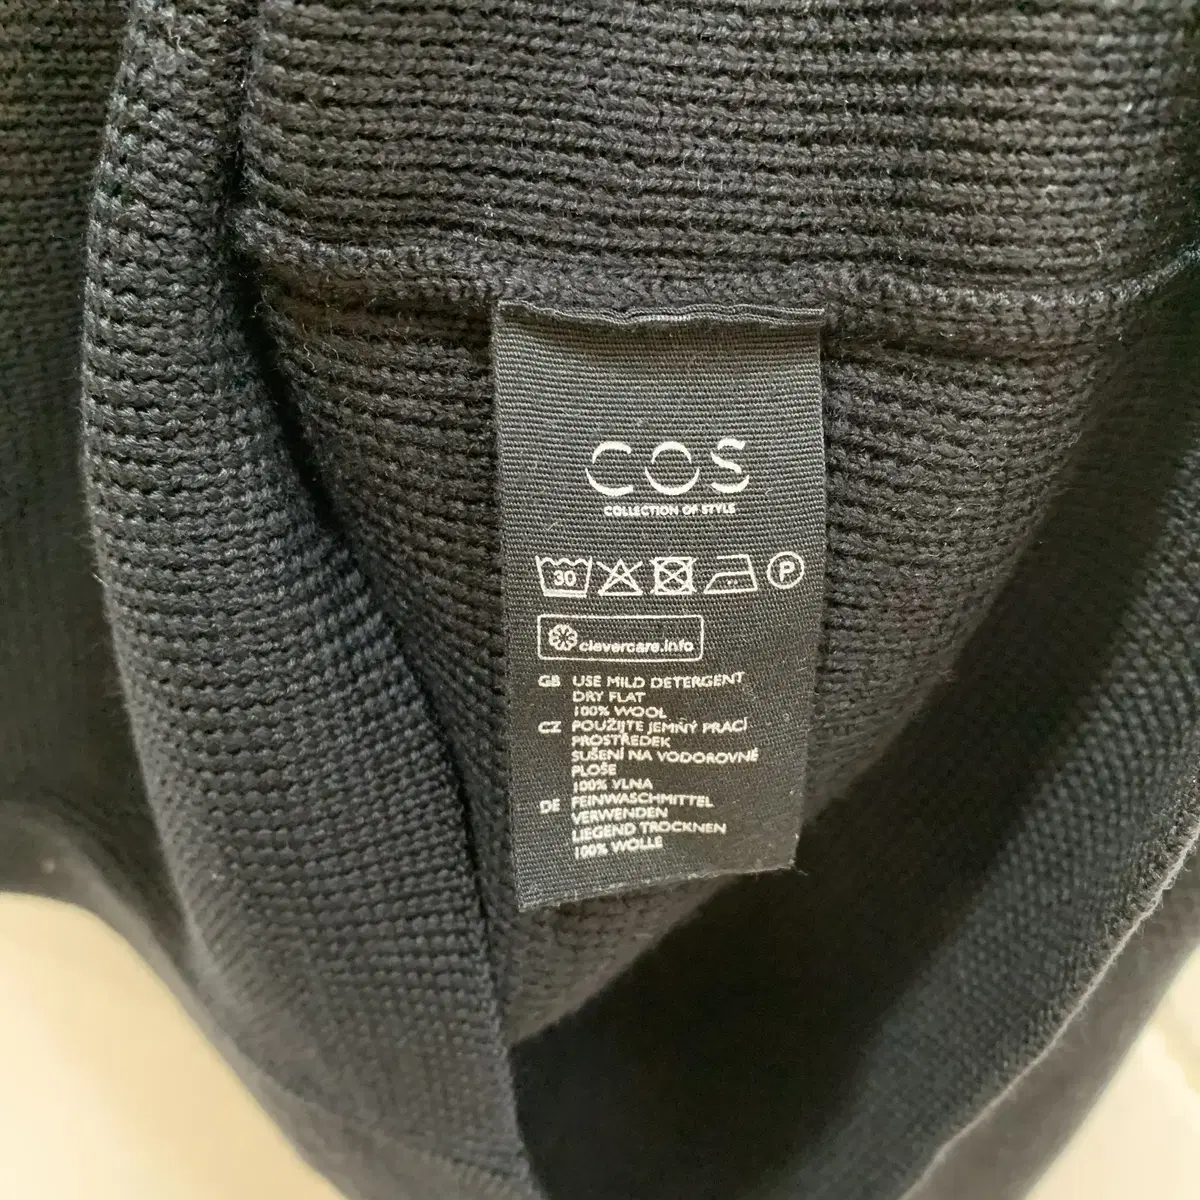 COS
COLLECTION OF STYLE
30 P
clevercare.info
GB USE MILD DETERGENT
DRY FLAT
100% WOOL
CZ POUŽIJTE JEMNÝ PRACÍ
PROSTŘEDEK
SUŠENÍ NA VODOROVNÉ
PLOŠE
100% VLNA
DE FEINWASCHMITTEL
VERWENDEN
LIEGEND TROCKNEN
100% WOLLE